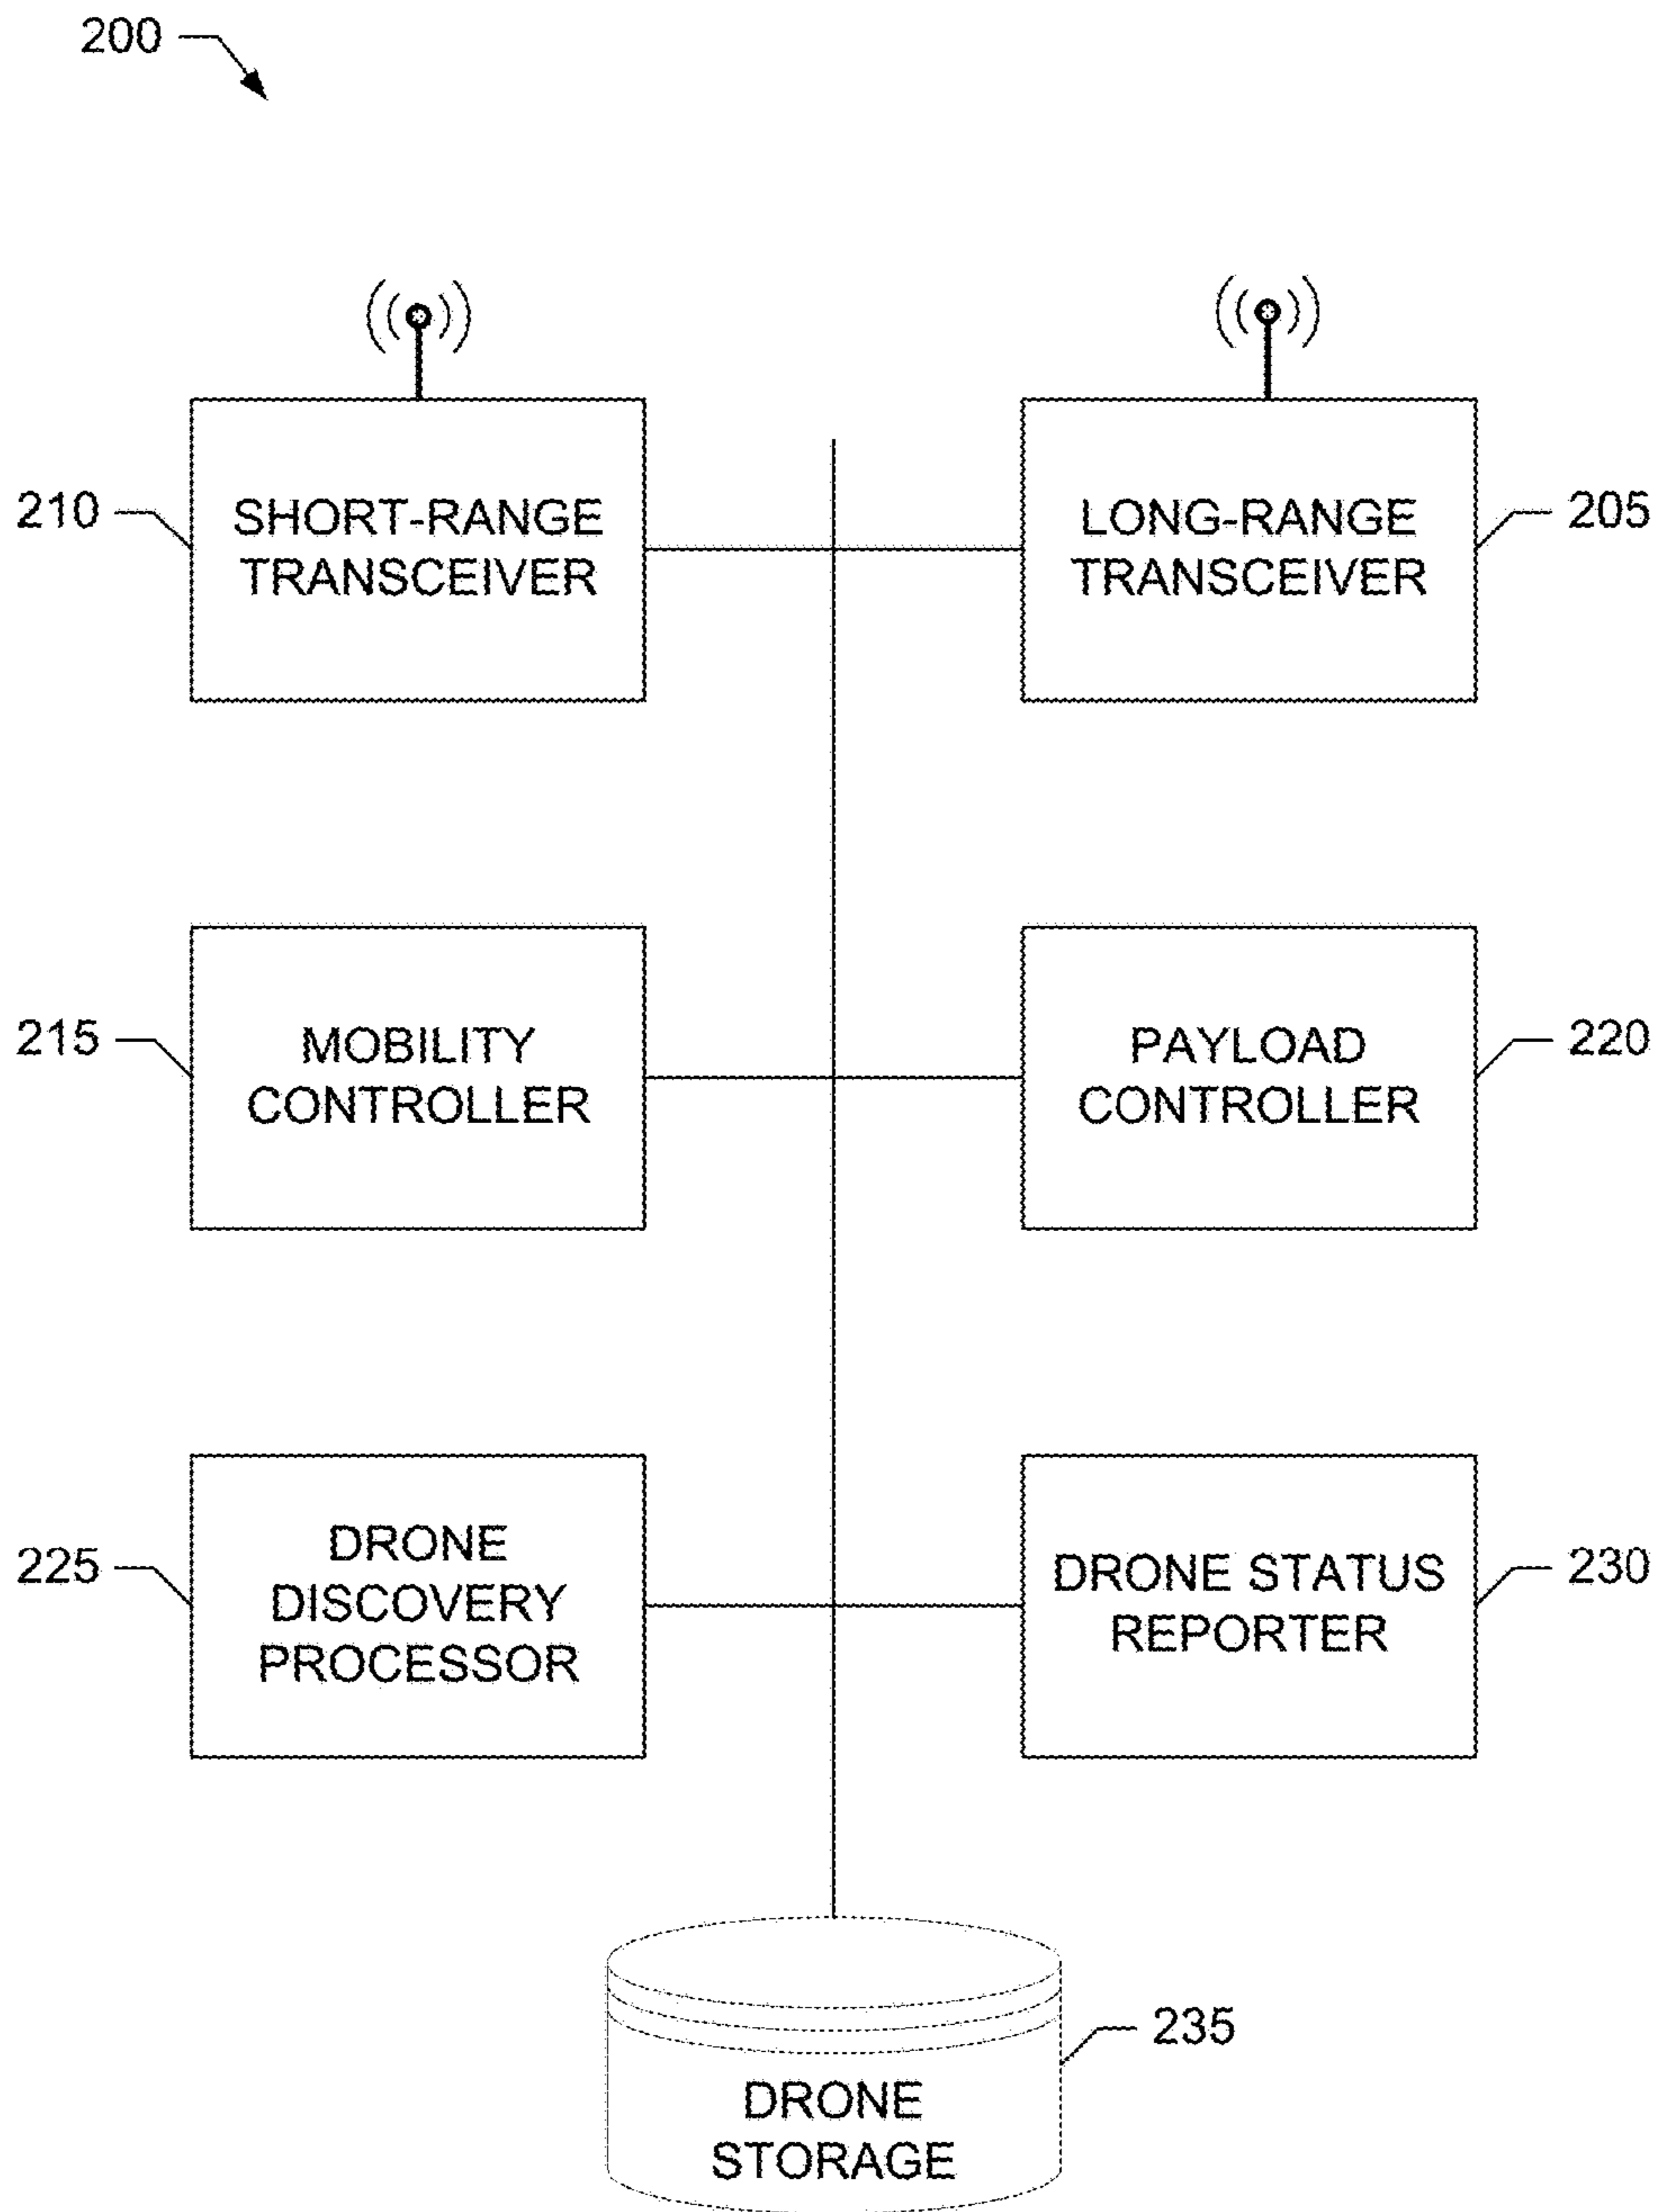 200
210
SHORT-RANGE
TRANSCEIVER
LONG-RANGE
TRANSCEIVER
205
215
MOBILITY
CONTROLLER
PAYLOAD
CONTROLLER
220
225
DRONE
DISCOVERY
PROCESSOR
DRONE STATUS
REPORTER
230
235
DRONE
STORAGE